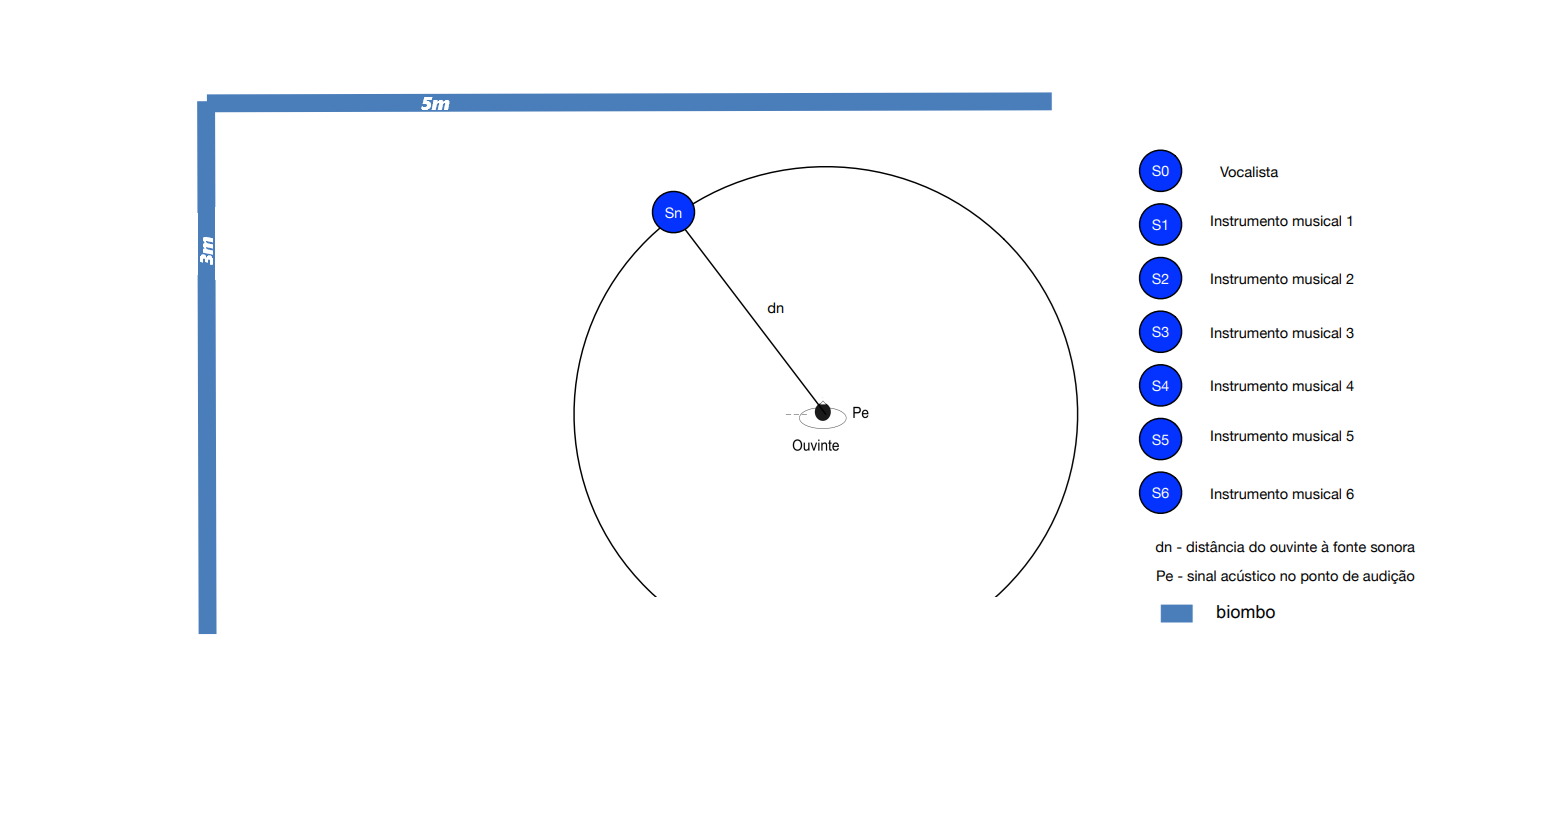 5m
3m
Sn
dn
Pe
Ouvinte
S0 Vocalista
S1 Instrumento musical 1
S2 Instrumento musical 2
S3 Instrumento musical 3
S4 Instrumento musical 4
S5 Instrumento musical 5
S6 Instrumento musical 6
dn - distância do ouvinte à fonte sonora
Pe - sinal acústico no ponto de audição
biombo